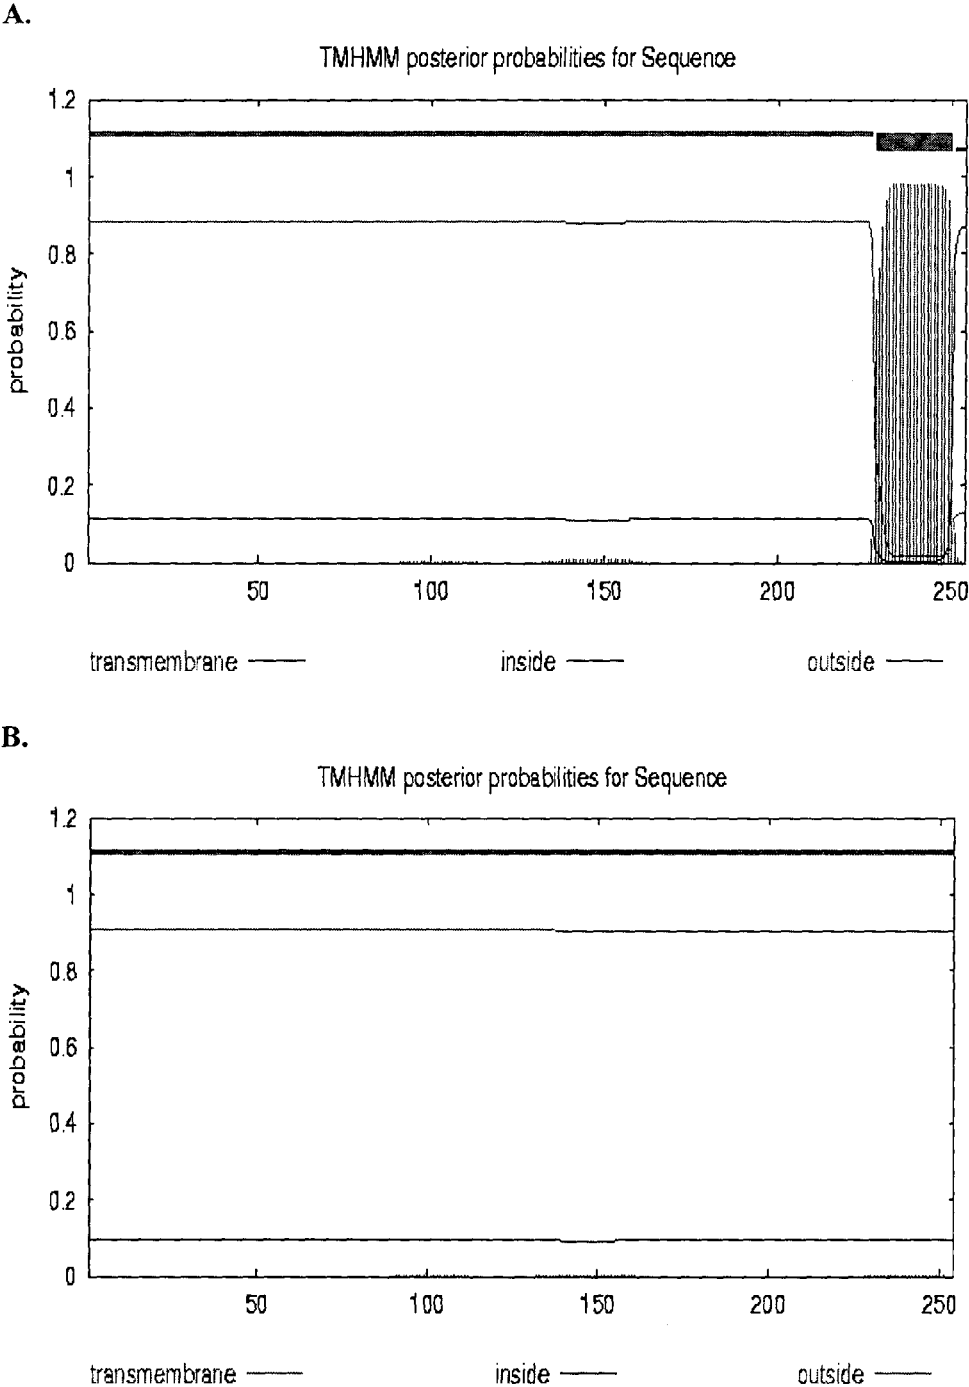 A.
TMHMM posterior probabilities for Sequence
1.2
1
0.8
0.6
0.4
0.2
0
probability
50 100 150 200 250
transmembrane inside outside
B.
TMHMM posterior probabilities for Sequence
1.2
1
0.8
0.6
0.4
0.2
0
probability
50 100 150 200 250
transmembrane inside outside